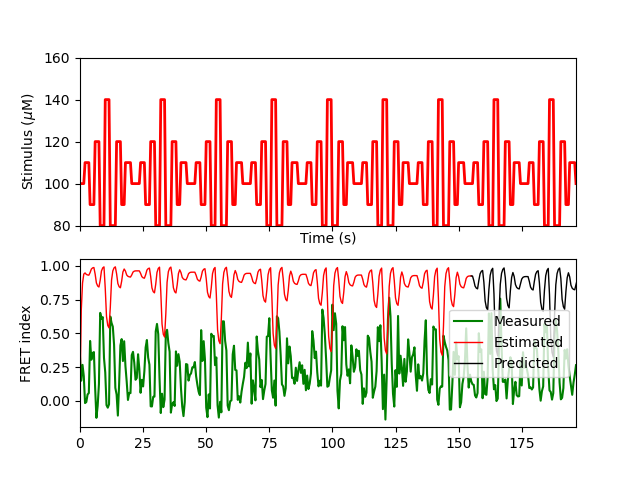 160
140
120
100
80
Stimulus (μM)
Time (s)
1.00
0.75
0.50
0.25
0.00
FRET index
Measured
Estimated
Predicted
0 25 50 75 100 125 150 175